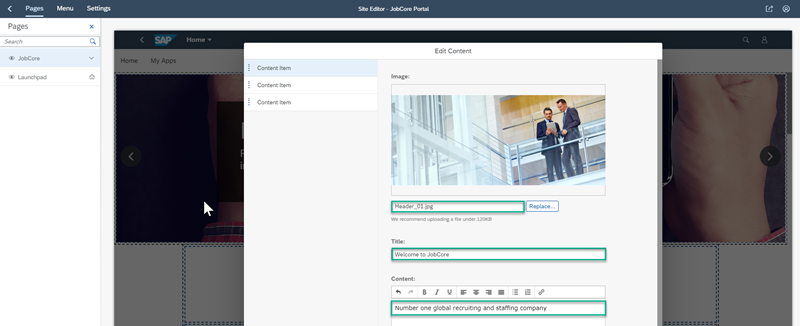 Pages Menu Settings
Site Editor - JobCore Portal
Pages
Search
JobCore
Launchpad
SAP Home
Home My Apps
Edit Content
Content Item
Content Item
Content Item
Image:
Header_01.jpg
Replace...
We recommend uploading a file under 120KB
Title:
Welcome to JobCore
Content:
B I U
Number one global recruiting and staffing company